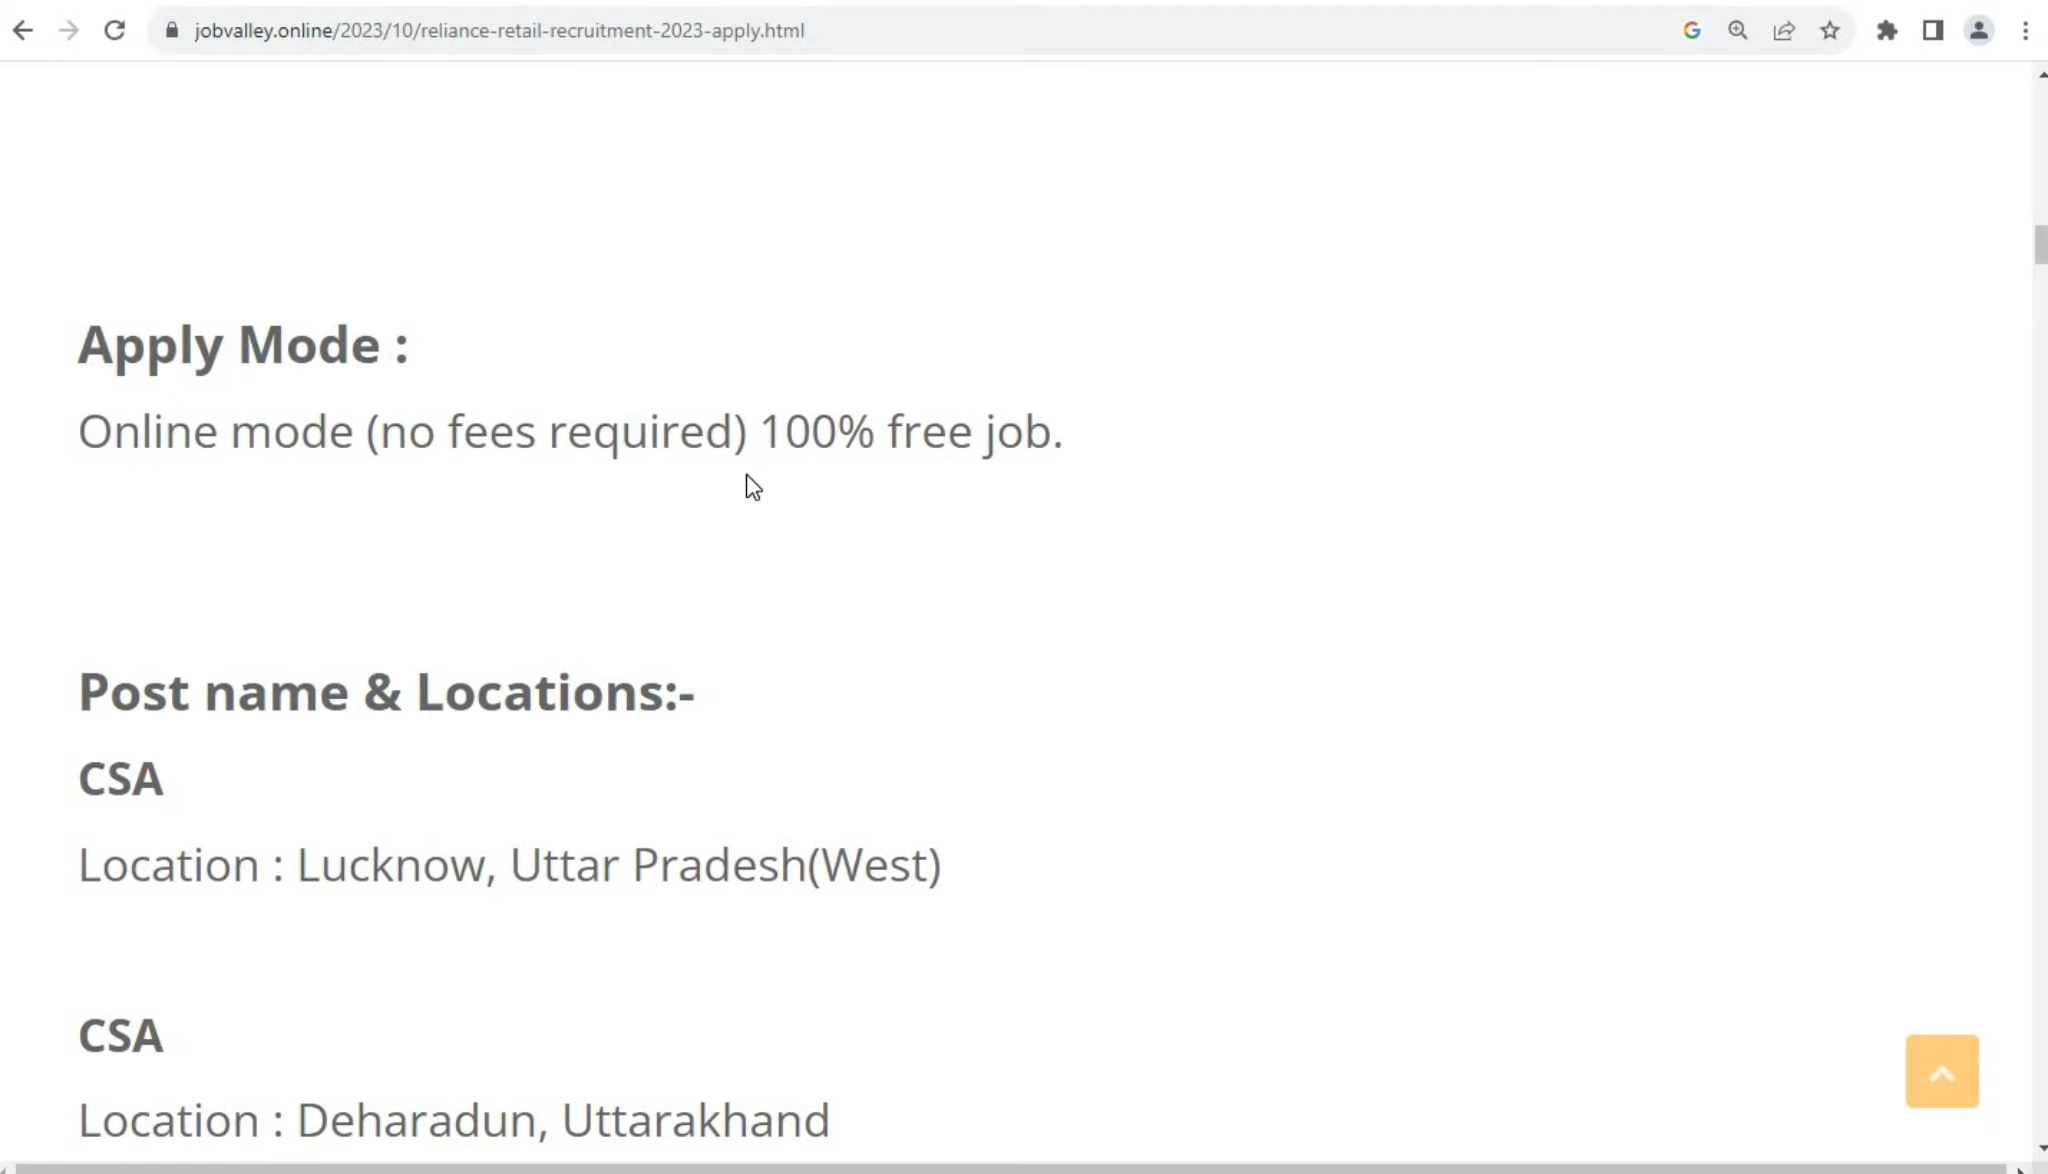 jobvalley.online/2023/10/reliance-retail-recruitment-2023-apply.html
Apply Mode :
Online mode (no fees required) 100% free job.
Post name & Locations:-
CSA
Location : Lucknow, Uttar Pradesh(West)
CSA
Location : Deharadun, Uttarakhand